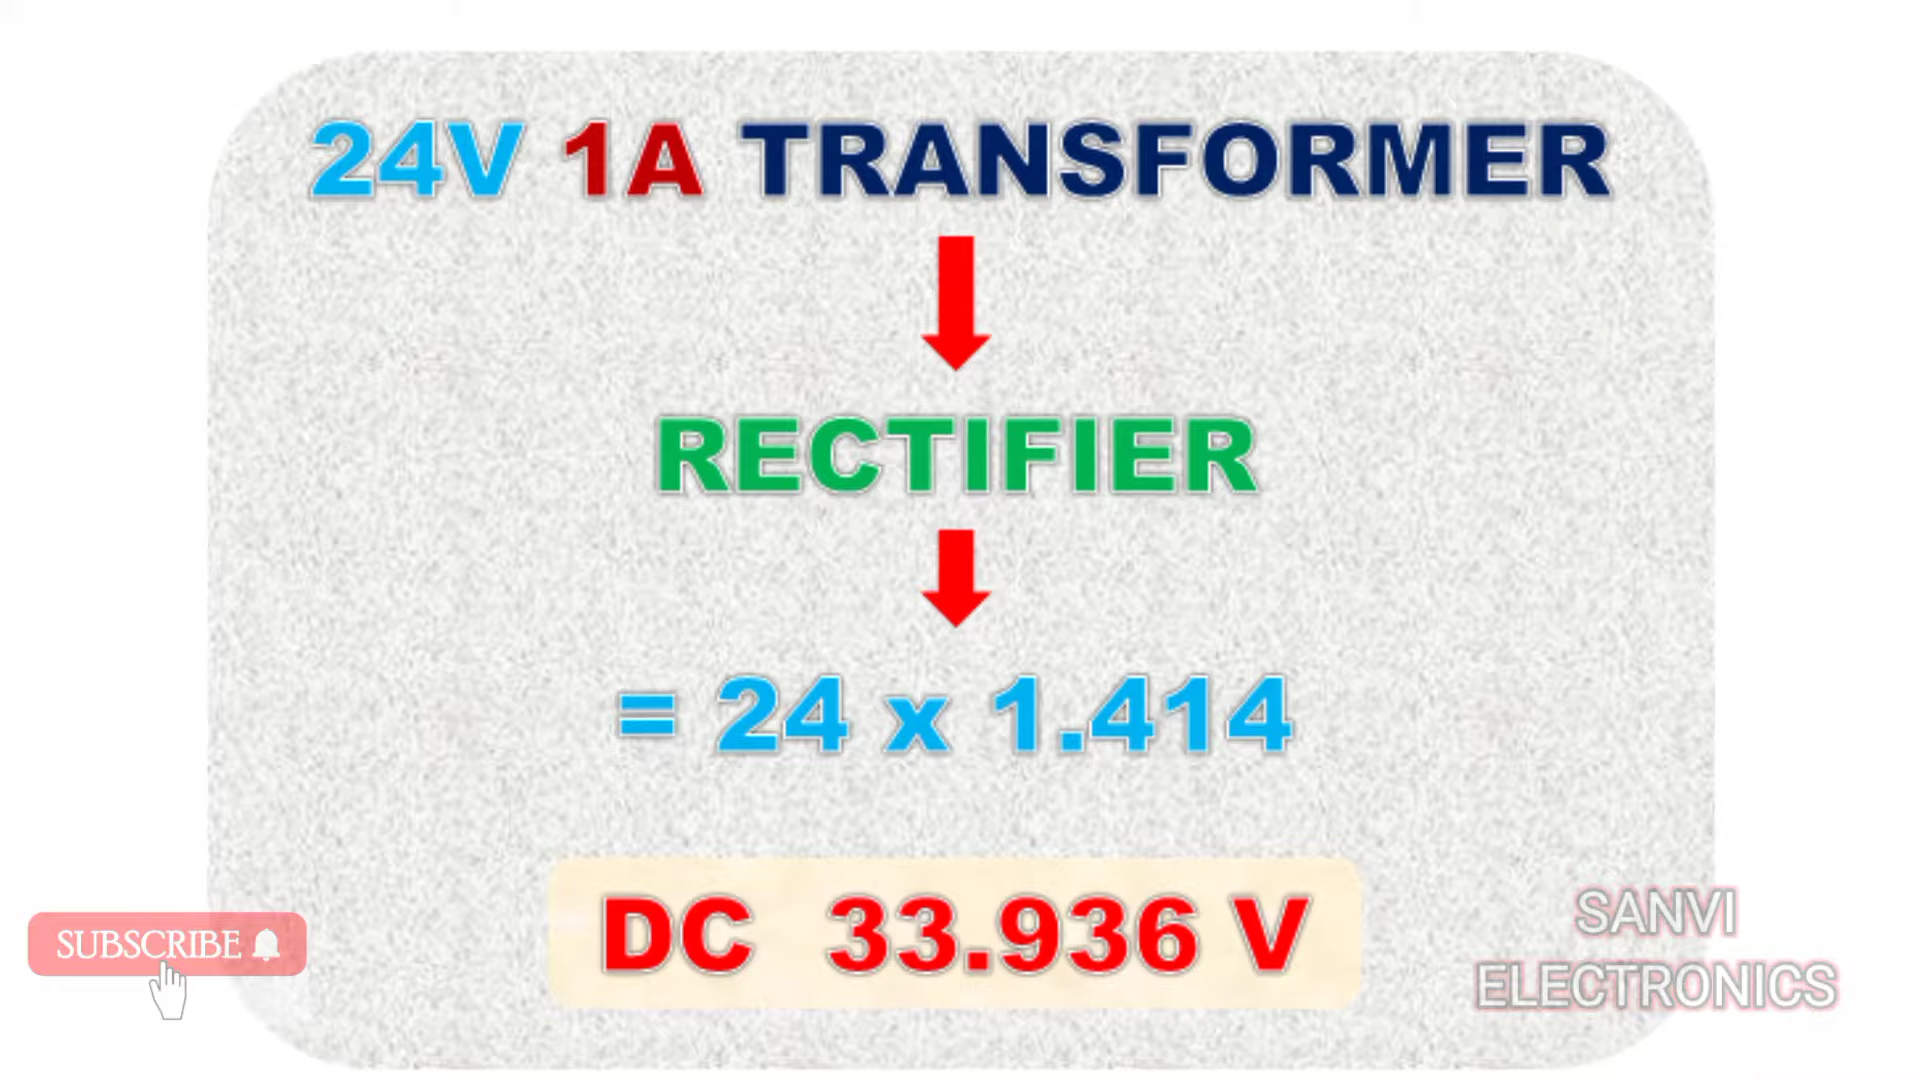 24V 1A TRANSFORMER
RECTIFIER
= 24 x 1.414
DC 33.936 V
SUBSCRIBE
SANVI
ELECTRONICS